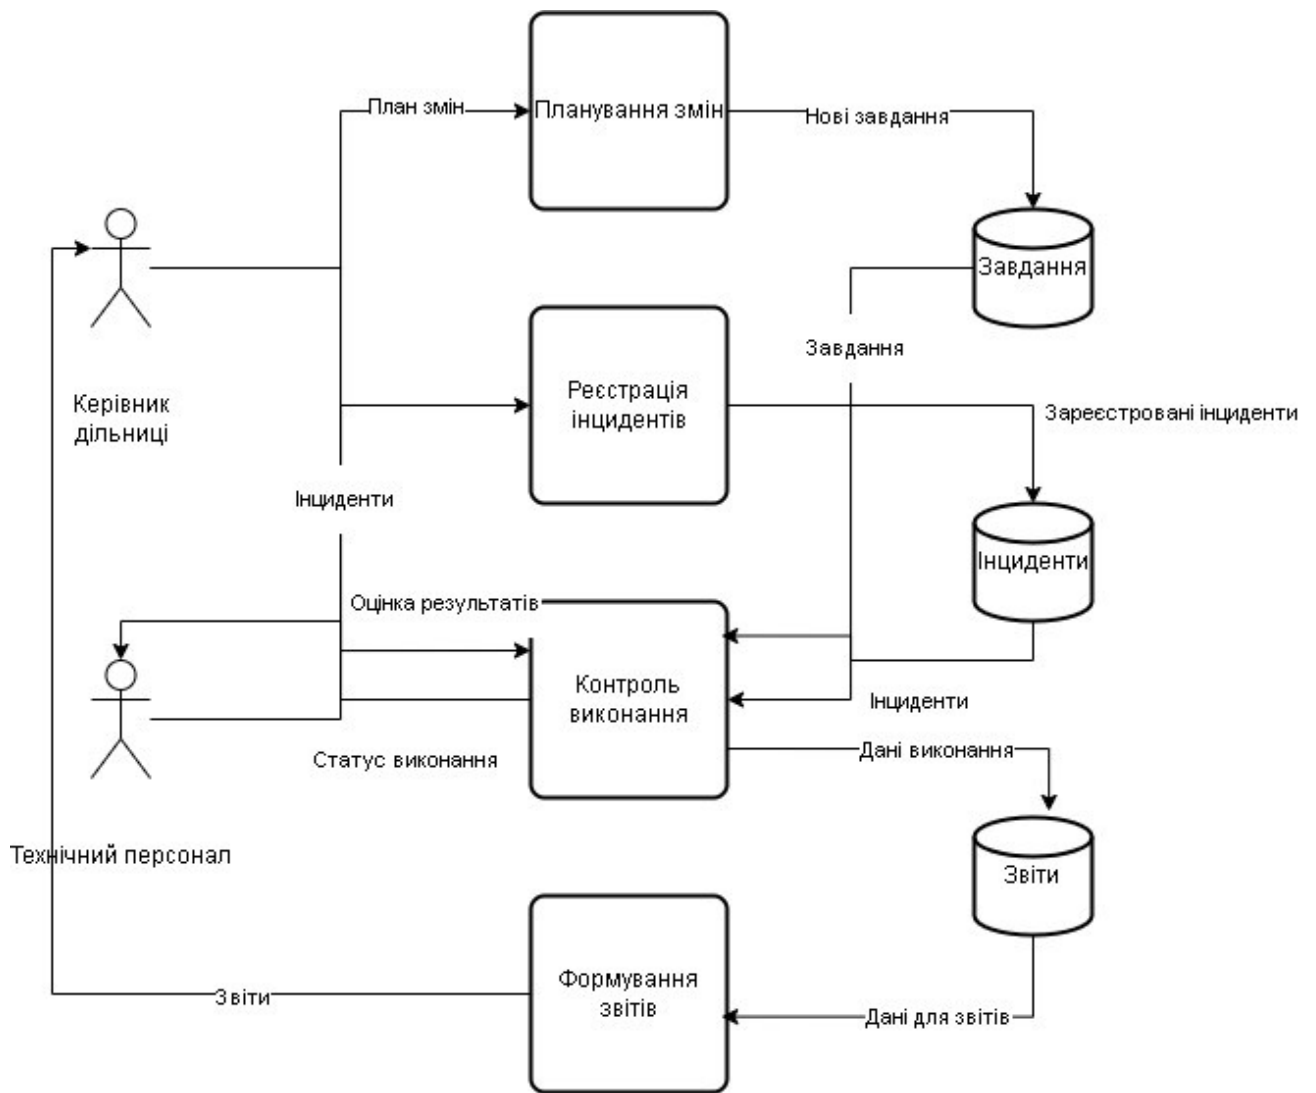 План змін
Планування змін
Нові завдання
Завдання
Завдання
Керівник
дільниці
Реєстрація
інцидентів
Зареєстровані інциденти
Інциденти
Інциденти
Оцінка результатів
Контроль
виконання
Інциденти
Статус виконання
Дані виконання
Технічний персонал
Звіти
Формування
звітів
Звіти
Дані для звітів